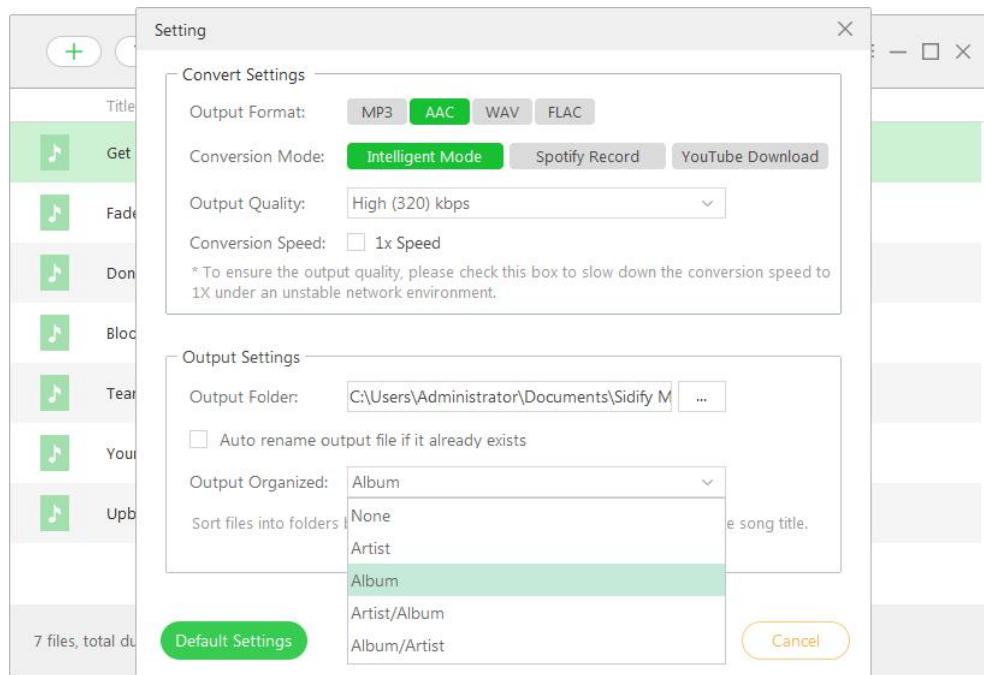 Setting
+
Title
Convert Settings
Output Format: MP3 AAC WAV FLAC
Get
Conversion Mode: Intelligent Mode Spotify Record YouTube Download
Fade
Output Quality: High (320) kbps
Conversion Speed: 1x Speed
Don
* To ensure the output quality, please check this box to slow down the conversion speed to
1X under an unstable network environment.
Bloo
Output Settings
Tear
Output Folder: C:\Users\Administrator\Documents\Sidify M ...
Your
Auto rename output file if it already exists
Output Organized: Album
Upb
Sort files into folders b
e song title.
None
Artist
Album
Artist/Album
Album/Artist
7 files, total du
Default Settings
Cancel